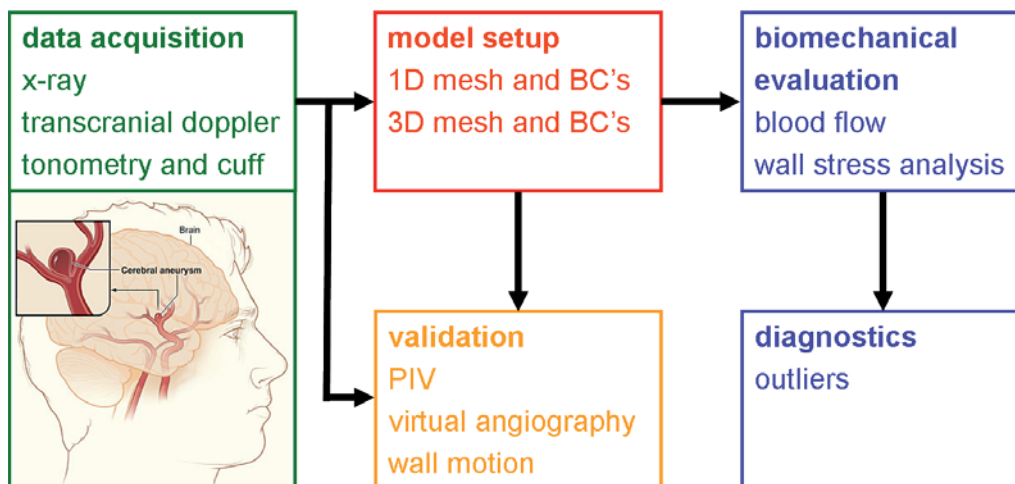 data acquisition
x-ray
transcranial doppler
tonometry and cuff
Brain
Cerebral aneurysm
model setup
1D mesh and BC's
3D mesh and BC's
biomechanical
evaluation
blood flow
wall stress analysis
validation
PIV
virtual angiography
wall motion
diagnostics
outliers